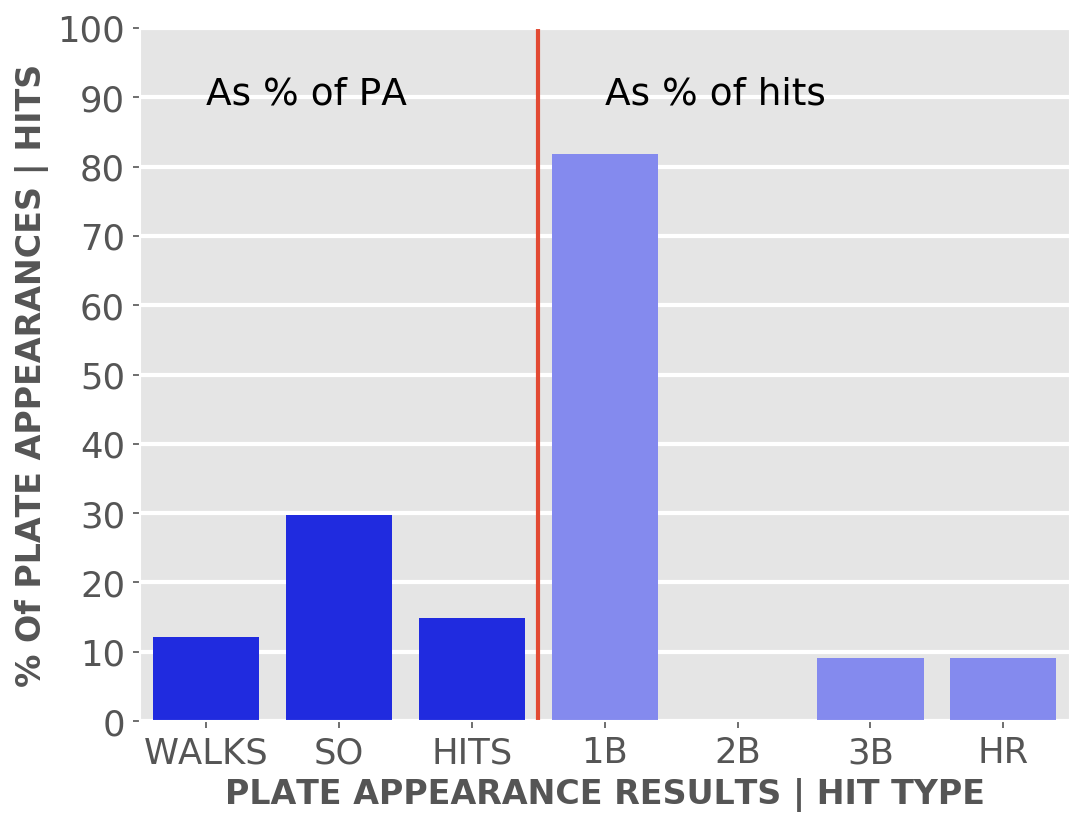 100
90
80
70
60
50
40
30
20
10
0
% Of PLATE APPEARANCES | HITS
As % of PA
As % of hits
WALKS SO HITS 1B 2B 3B HR
PLATE APPEARANCE RESULTS | HIT TYPE